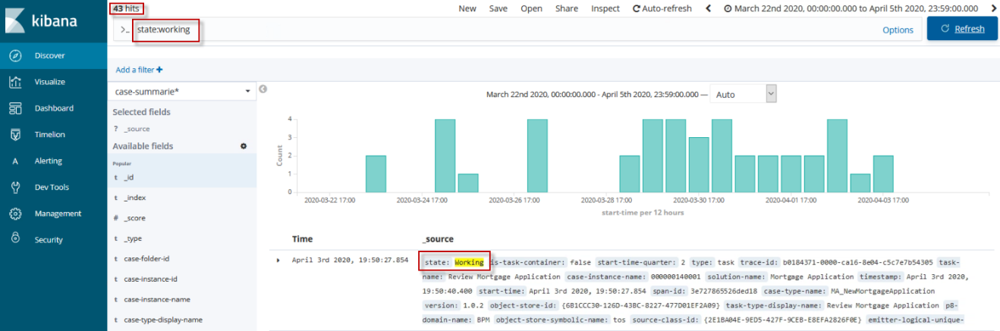 43 hits
New Save Open Share Inspect Auto-refresh March 22nd 2020, 00:00:00.000 to April 5th 2020, 23:59:00.000
kibana
>_ state:working
Options
Refresh
Discover
Visualize
Dashboard
Timelion
Alerting
Dev Tools
Management
Security
Add a filter +
case-summarie*
Selected fields
? _source
Available fields
Popular
t _id
t _index
# _score
t _type
t case-folder-id
t case-instance-id
t case-instance-name
t case-type-display-name
March 22nd 2020, 00:00:00.000 - April 5th 2020, 23:59:00.000 — Auto
Count
4
3
2
1
0
2020-03-22 17:00 2020-03-24 17:00 2020-03-26 17:00 2020-03-28 17:00 2020-03-30 17:00 2020-04-01 17:00 2020-04-03 17:00
start-time per 12 hours
Time _source
April 3rd 2020, 19:50:27.854 state: Working is-task-container: false start-time-quarter: 2 type: task trace-id: b0184371-0000-ca16-8e04-c5c7e7b54305 task-
name: Review Mortgage Application case-instance-name: 000000140001 solution-name: Mortgage Application timestamp: April 3rd 2020,
19:50:40.400 start-time: April 3rd 2020, 19:50:27.854 span-id: 3e727865526ded18 case-type-name: MA_NewMortgageApplication
version: 1.0.2 object-store-id: {6B1CCC30-126D-43BC-8227-477D01EF2A09} task-type-display-name: Review Mortgage Application p8-
domain-name: BPM object-store-symbolic-name: tos source-class-id: {2E1BA04E-9ED5-427F-9CEB-E8EFA2826F0E} emitter-logical-unique-